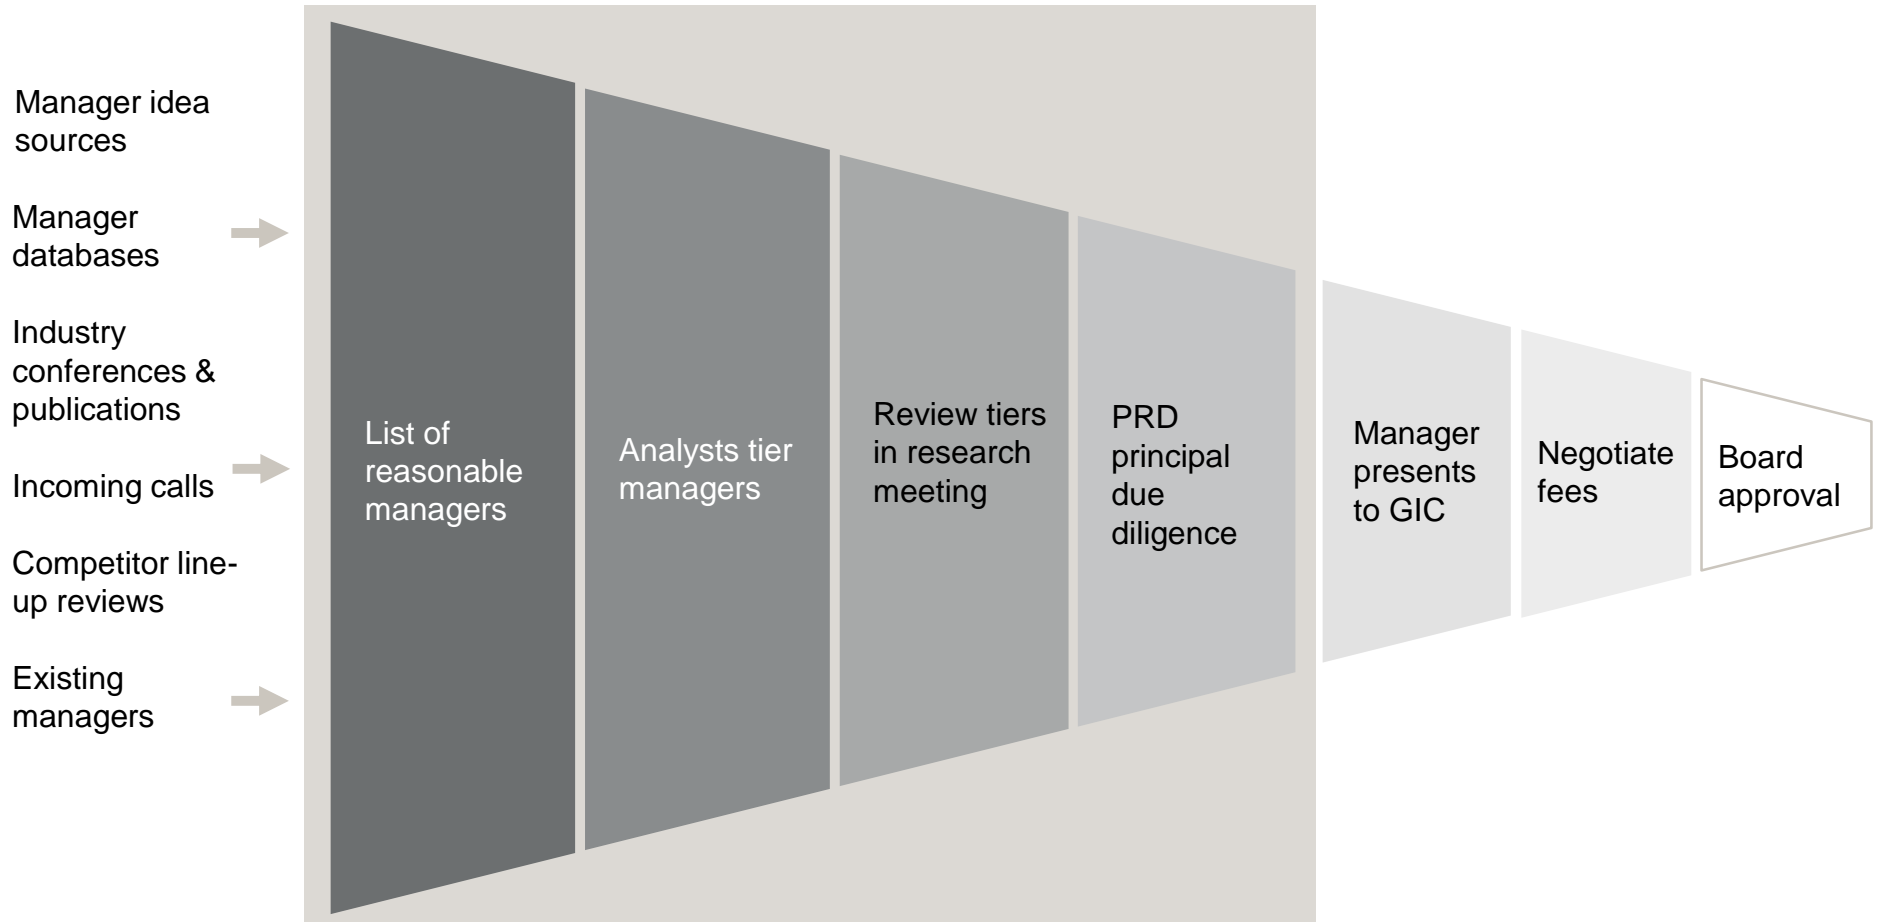 Manager idea
sources
Manager
databases
Industry
conferences &
publications
Incoming calls
Competitor line-
up reviews
Existing
managers
List of
reasonable
managers
Analysts tier
managers
Review tiers
in research
meeting
PRD
principal
due
diligence
Manager
presents
to GIC
Negotiate
fees
Board
approval